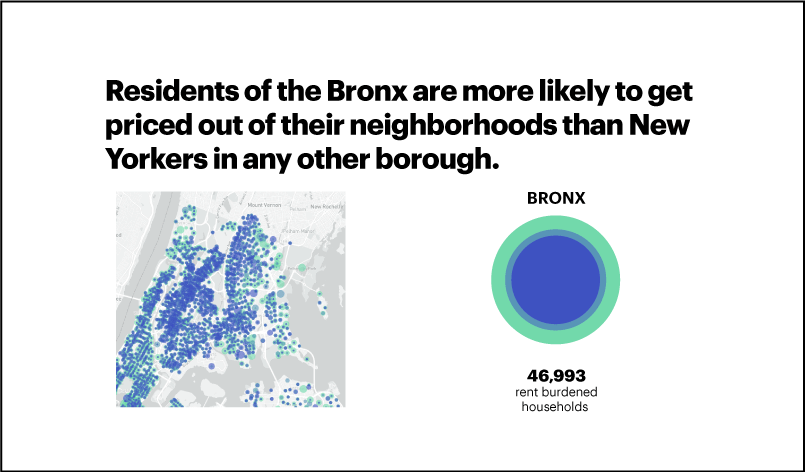 Residents of the Bronx are more likely to get
priced out of their neighborhoods than New
Yorkers in any other borough.
Mount Vernon
New Rochelle
Pelham Manor
BRONX
46,993
rent burdened
households